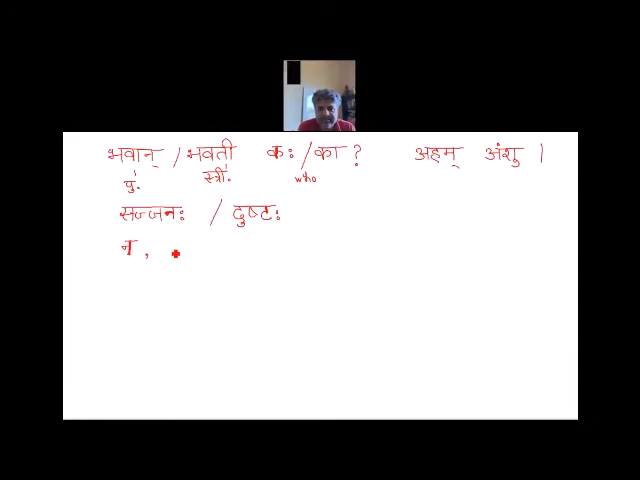 भवान् / भवती कः / का ? अहम् अंशु ।
पुं. स्त्री. who
सज्जनः / दुष्टः
न ,